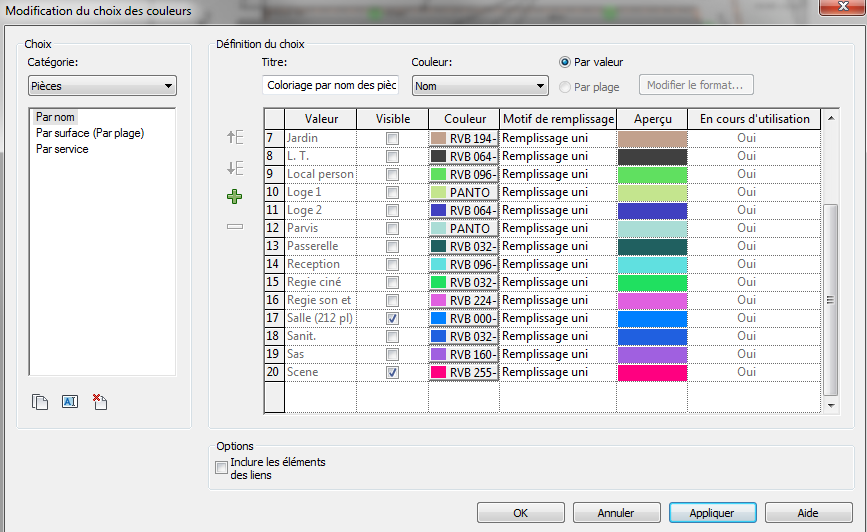 Modification du choix des couleurs
Choix
Catégorie:
Pièces
Par nom
Par surface (Par plage)
Par service
Définition du choix
Titre:
Couleur:
Par valeur
Coloriage par nom des pièc
Nom
Par plage
Modifier le format...
Valeur Visible Couleur Motif de remplissage Aperçu En cours d'utilisation
7 Jardin RVB 194- Remplissage uni Oui
8 L. T. RVB 064- Remplissage uni Oui
9 Local person RVB 096- Remplissage uni Oui
10 Loge 1 PANTO Remplissage uni Oui
11 Loge 2 RVB 064- Remplissage uni Oui
12 Parvis PANTO Remplissage uni Oui
13 Passerelle RVB 032- Remplissage uni Oui
14 Reception RVB 096- Remplissage uni Oui
15 Regie ciné RVB 032- Remplissage uni Oui
16 Regie son et RVB 224- Remplissage uni Oui
17 Salle (212 pl) RVB 000- Remplissage uni Oui
18 Sanit. RVB 032- Remplissage uni Oui
19 Sas RVB 160- Remplissage uni Oui
20 Scene RVB 255- Remplissage uni Oui
Options
Inclure les éléments
des liens
OK Annuler Appliquer Aide